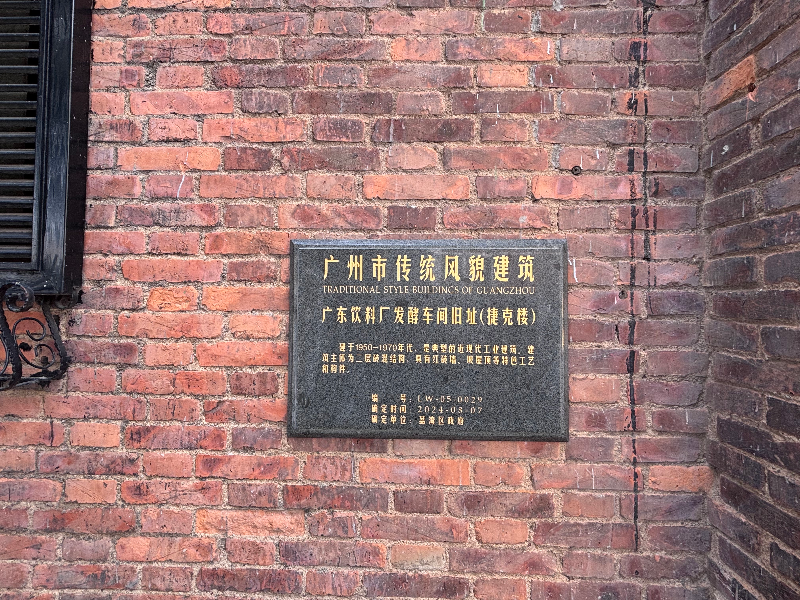 广州市传统风貌建筑
TRADITIONAL STYLE BUILDINGS OF GUANGZHOU
广东饮料厂发酵车间旧址(捷克楼)
建于1950-1970年代，是典型的近现代工业建筑。建
筑主体为二层砖混结构，具有红砖墙、坡屋顶等特色工艺
和构件。
编 号：LW-05-0029
确定时间：2024-08-07
确定单位：荔湾区政府